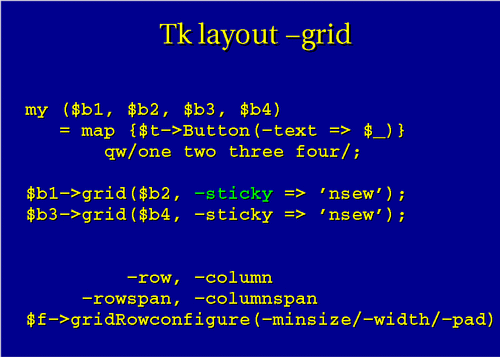 Tk layout –grid
my ($b1, $b2, $b3, $b4)
= map {$t->Button(-text => $_)}
qw/one two three four/;
$b1->grid($b2, -sticky => ’nsew’);
$b3->grid($b4, -sticky => ’nsew’);
-row, -column
-rowspan, -columnspan
$f->gridRowconfigure(-minsize/-width/-pad)